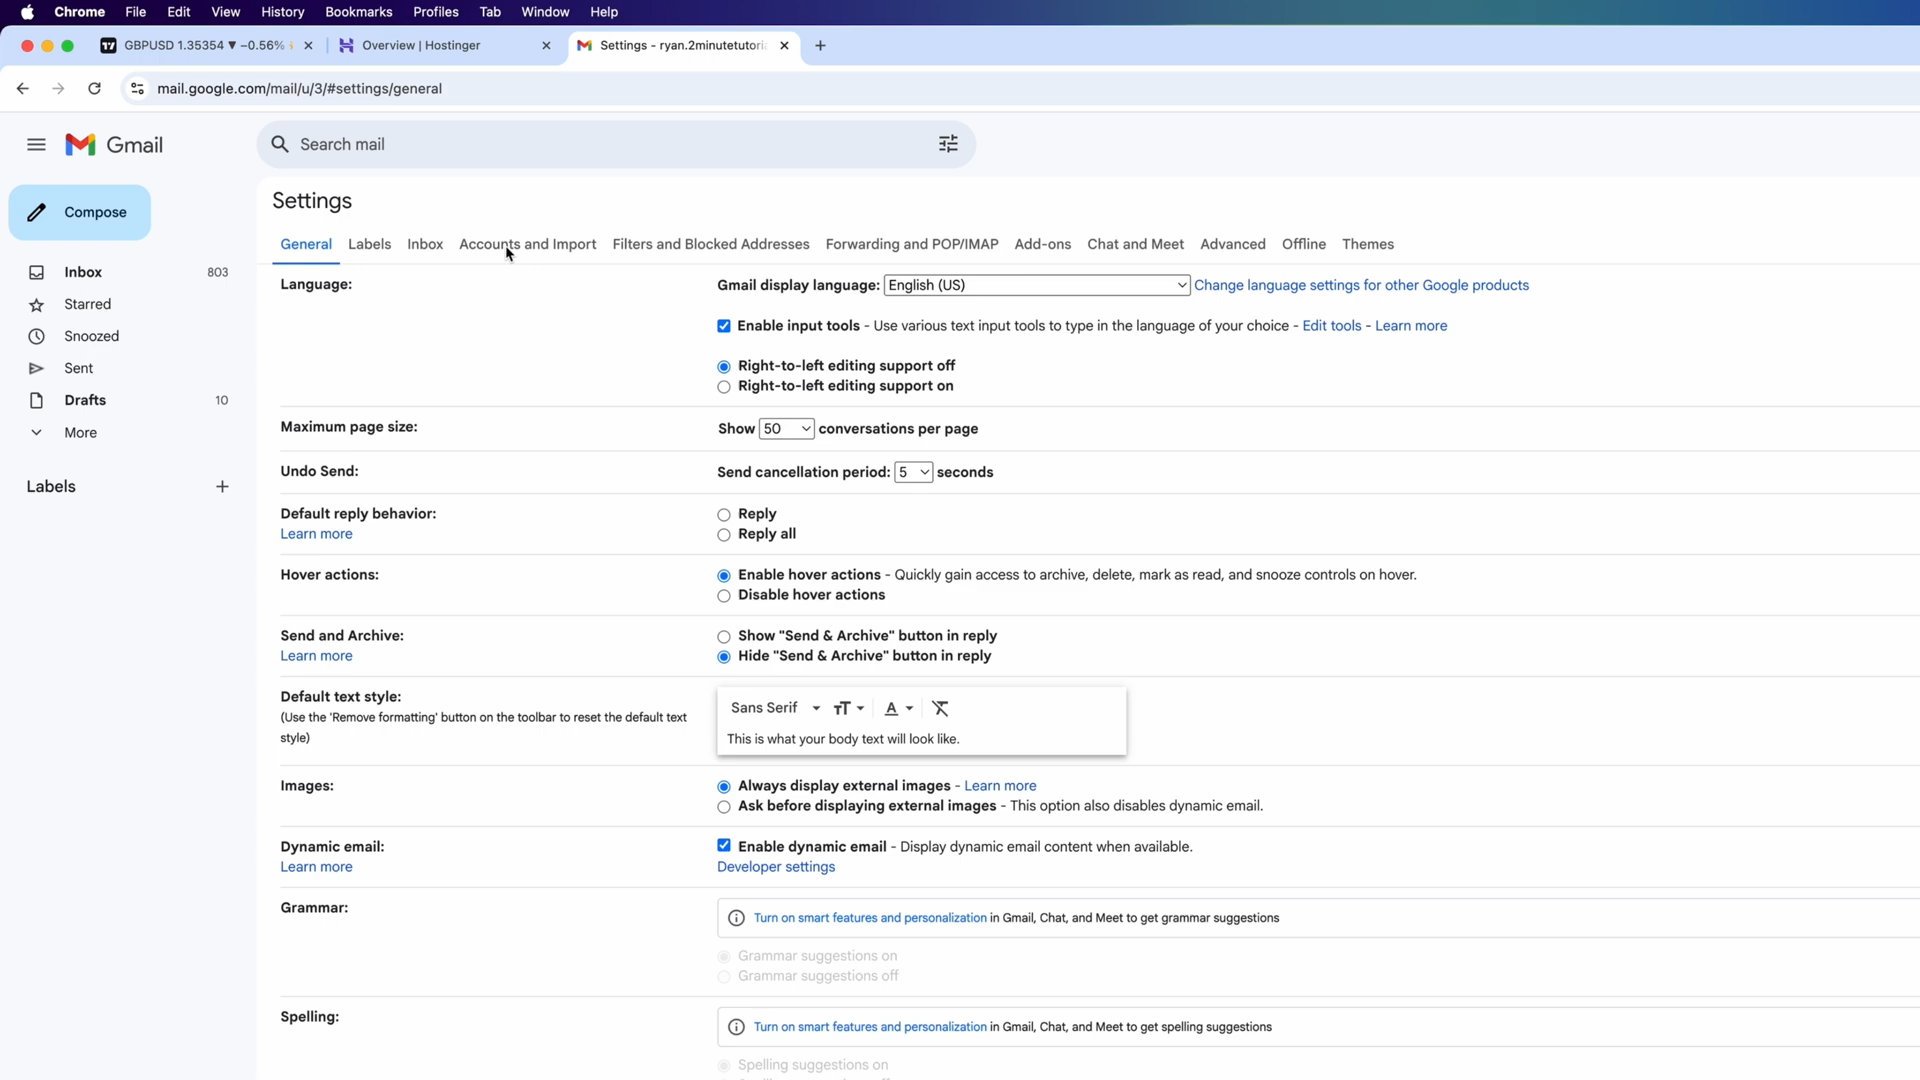 Chrome File Edit View History Bookmarks Profiles Tab Window Help
GBPUSD 1.35354 ▼ −0.56% Overview | Hostinger Settings - ryan.2minutetutori
mail.google.com/mail/u/3/#settings/general
Gmail
Search mail
Compose
Inbox 803
Starred
Snoozed
Sent
Drafts 10
More
Labels +
Settings
General Labels Inbox Accounts and Import Filters and Blocked Addresses Forwarding and POP/IMAP Add-ons Chat and Meet Advanced Offline Themes
Language:
Gmail display language: English (US) Change language settings for other Google products
Enable input tools - Use various text input tools to type in the language of your choice - Edit tools - Learn more
Right-to-left editing support off
Right-to-left editing support on
Maximum page size:
Show 50 conversations per page
Undo Send:
Send cancellation period: 5 seconds
Default reply behavior:
Learn more
Reply
Reply all
Hover actions:
Enable hover actions - Quickly gain access to archive, delete, mark as read, and snooze controls on hover.
Disable hover actions
Send and Archive:
Learn more
Show "Send & Archive" button in reply
Hide "Send & Archive" button in reply
Default text style:
(Use the 'Remove formatting' button on the toolbar to reset the default text
style)
Sans Serif
This is what your body text will look like.
Images:
Always display external images - Learn more
Ask before displaying external images - This option also disables dynamic email.
Dynamic email:
Learn more
Enable dynamic email - Display dynamic email content when available.
Developer settings
Grammar:
Turn on smart features and personalization in Gmail, Chat, and Meet to get grammar suggestions
Grammar suggestions on
Grammar suggestions off
Spelling:
Turn on smart features and personalization in Gmail, Chat, and Meet to get spelling suggestions
Spelling suggestions on